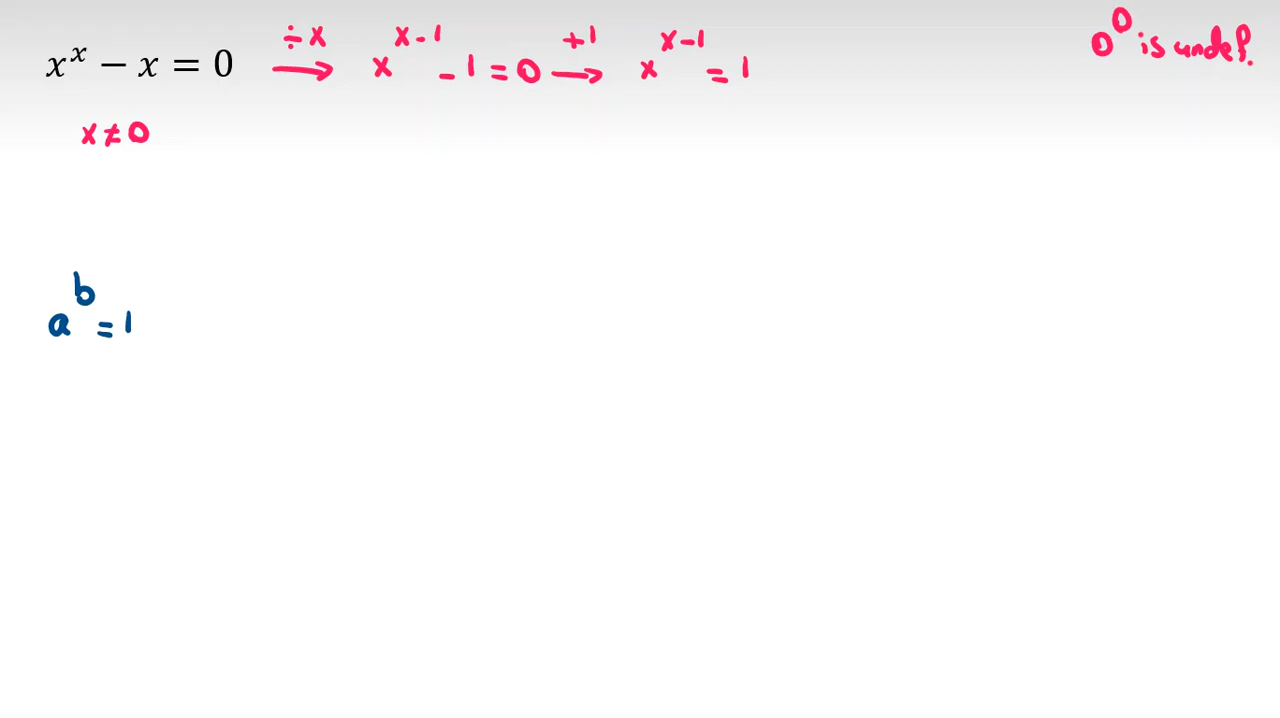 x^x − x = 0 ÷x → x^(x-1) - 1 = 0 +1 → x^(x-1) = 1
0^0 is undef.
x ≠ 0
a^b = 1